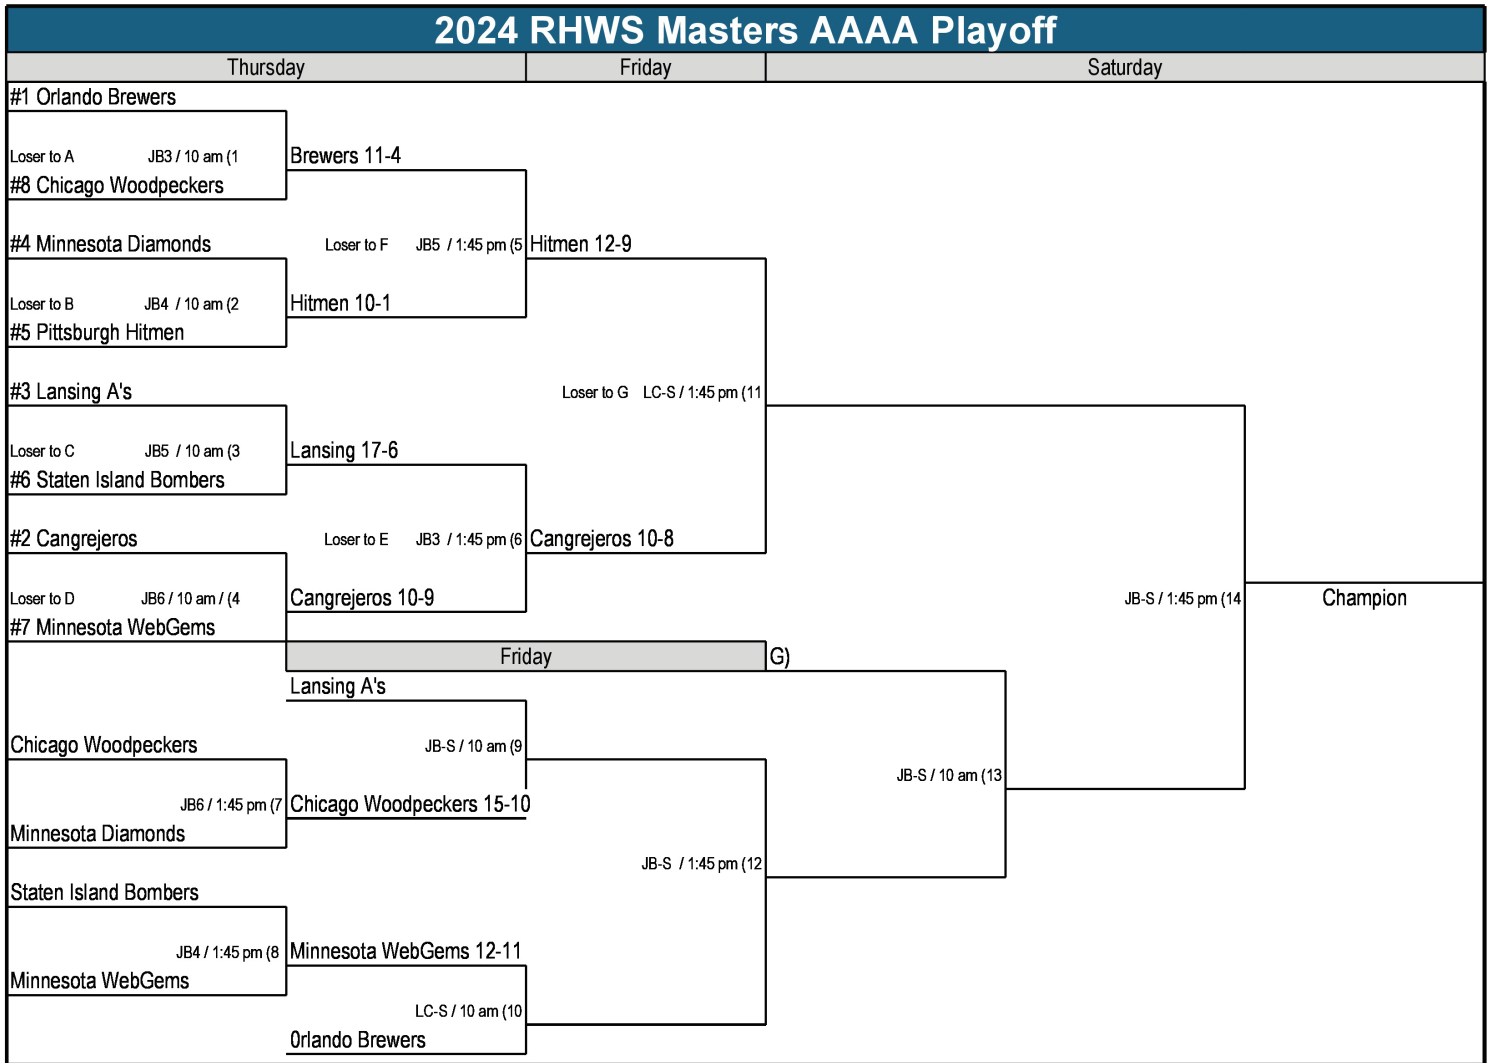 2024 RHWS Masters AAAA Playoff
Thursday Friday Saturday
#1 Orlando Brewers
Loser to A JB3 / 10 am (1 Brewers 11-4
#8 Chicago Woodpeckers
#4 Minnesota Diamonds Loser to F JB5 / 1:45 pm (5 Hitmen 12-9
Loser to B JB4 / 10 am (2 Hitmen 10-1
#5 Pittsburgh Hitmen
#3 Lansing A's Loser to G LC-S / 1:45 pm (11
Loser to C JB5 / 10 am (3 Lansing 17-6
#6 Staten Island Bombers
#2 Cangrejeros Loser to E JB3 / 1:45 pm (6 Cangrejeros 10-8
Loser to D JB6 / 10 am / (4 Cangrejeros 10-9 JB-S / 1:45 pm (14 Champion
#7 Minnesota WebGems
Friday G)
Lansing A's
Chicago Woodpeckers JB-S / 10 am (9
JB-S / 10 am (13
JB6 / 1:45 pm (7 Chicago Woodpeckers 15-10
Minnesota Diamonds
JB-S / 1:45 pm (12
Staten Island Bombers
JB4 / 1:45 pm (8 Minnesota WebGems 12-11
Minnesota WebGems
LC-S / 10 am (10
0rlando Brewers